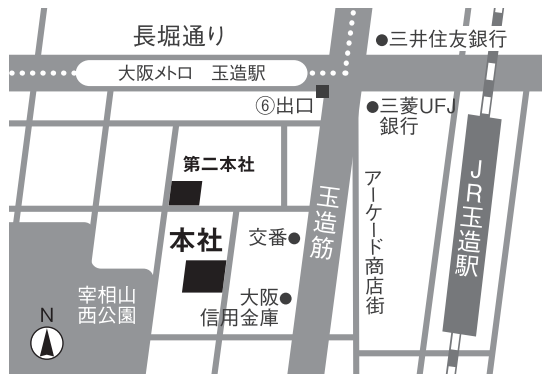 長堀通り
三井住友銀行
大阪メトロ 玉造駅
⑥出口
三菱UFJ
銀行
第二本社
本社
交番
玉造筋
アーケード商店街
JR玉造駅
大阪
信用金庫
宰相山
西公園
N